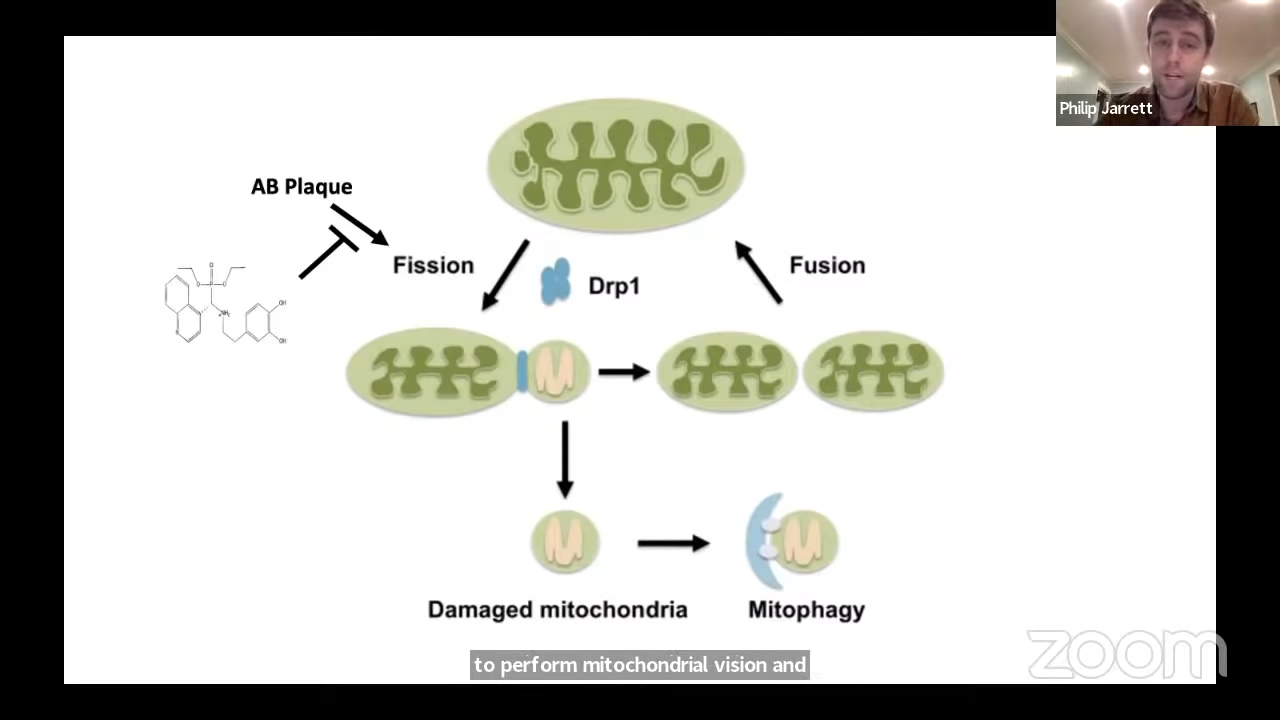 Philip Jarrett
AB Plaque
Fission
Drp1
Fusion
Damaged mitochondria
Mitophagy
to perform mitochondrial vision and
zoom